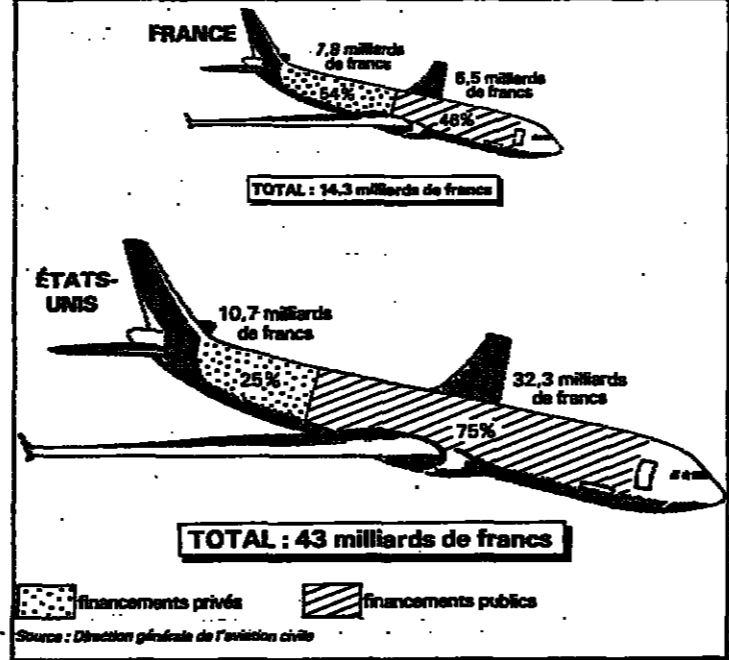 FRANCE
7,8 milliards
de francs
6,5 milliards
de francs
54%
46%
TOTAL : 14,3 milliards de francs
ÉTATS-
UNIS
10,7 milliards
de francs
25%
32,3 milliards
de francs
75%
TOTAL : 43 milliards de francs
financements privés
financements publics
Source : Direction générale de l'aviation civile